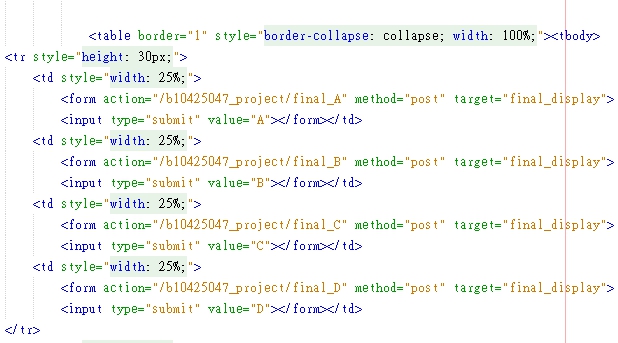 <table border="1" style="border-collapse: collapse; width: 100%;"><tbody>
<tr style="height: 30px;">
<td style="width: 25%;">
<form action="/b10425047_project/final_A" method="post" target="final_display">
<input type="submit" value="A"></form></td>
<td style="width: 25%;">
<form action="/b10425047_project/final_B" method="post" target="final_display">
<input type="submit" value="B"></form></td>
<td style="width: 25%;">
<form action="/b10425047_project/final_C" method="post" target="final_display">
<input type="submit" value="C"></form></td>
<td style="width: 25%;">
<form action="/b10425047_project/final_D" method="post" target="final_display">
<input type="submit" value="D"></form></td>
</tr>